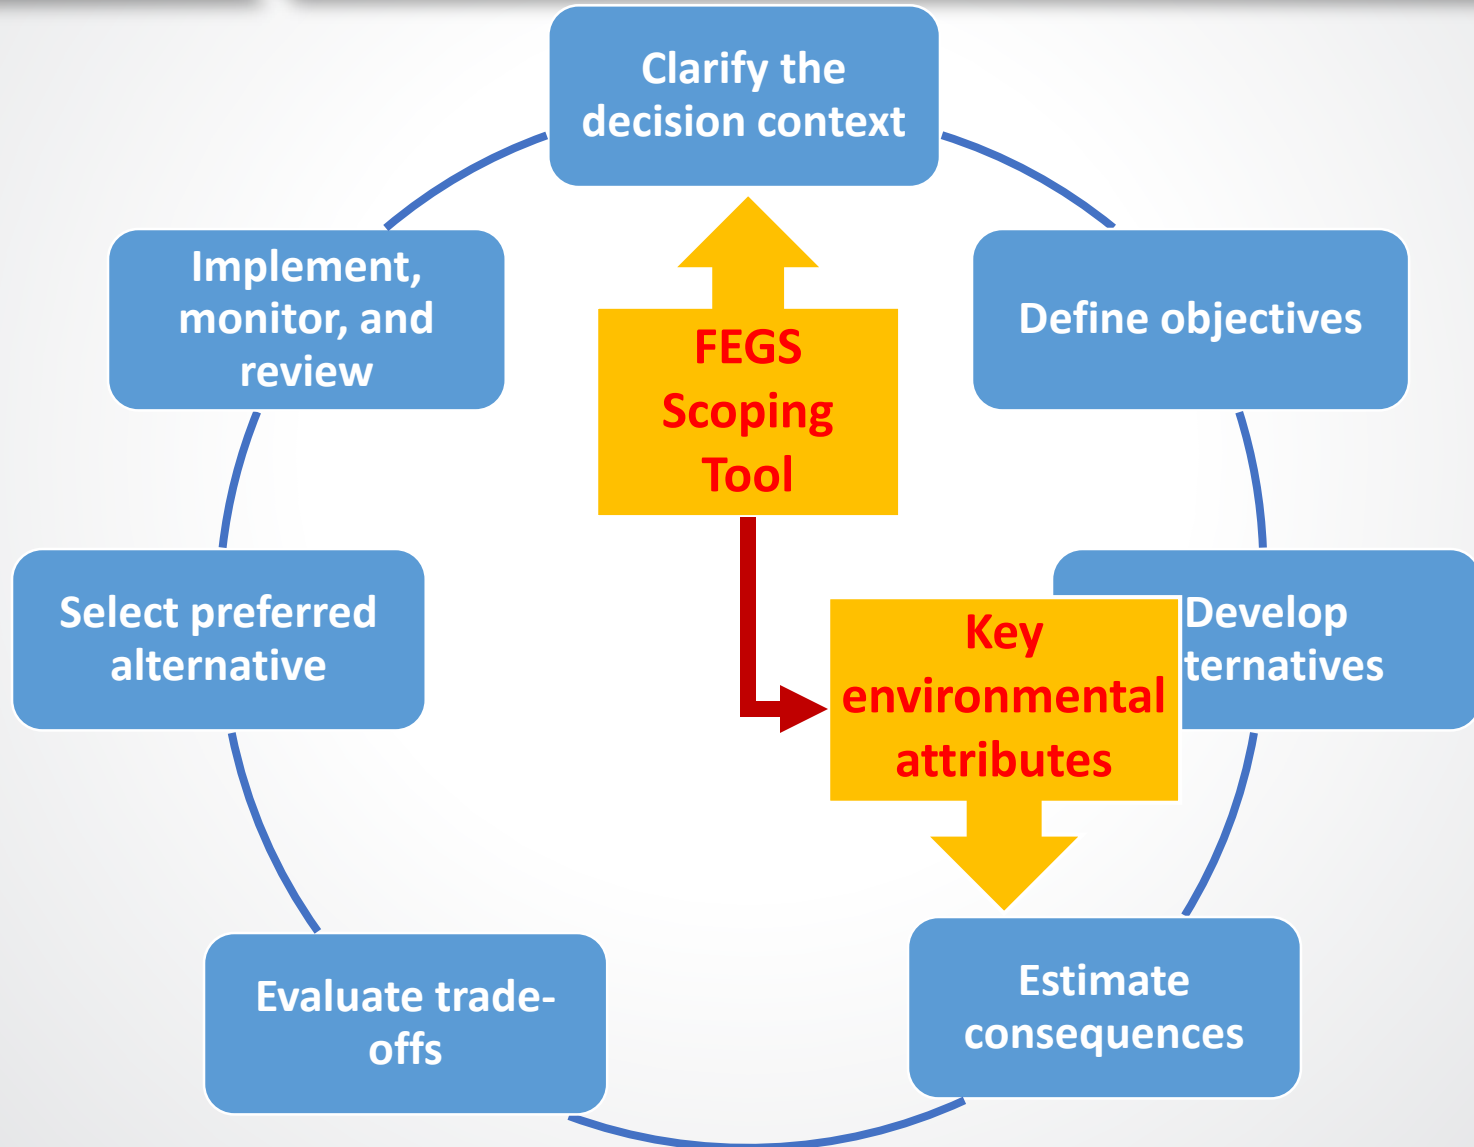 Clarify the
decision context
Implement,
monitor, and
review
Define objectives
FEGS
Scoping
Tool
Select preferred
alternative
Key
environmental
attributes
Develop
ternatives
Evaluate trade-
offs
Estimate
consequences